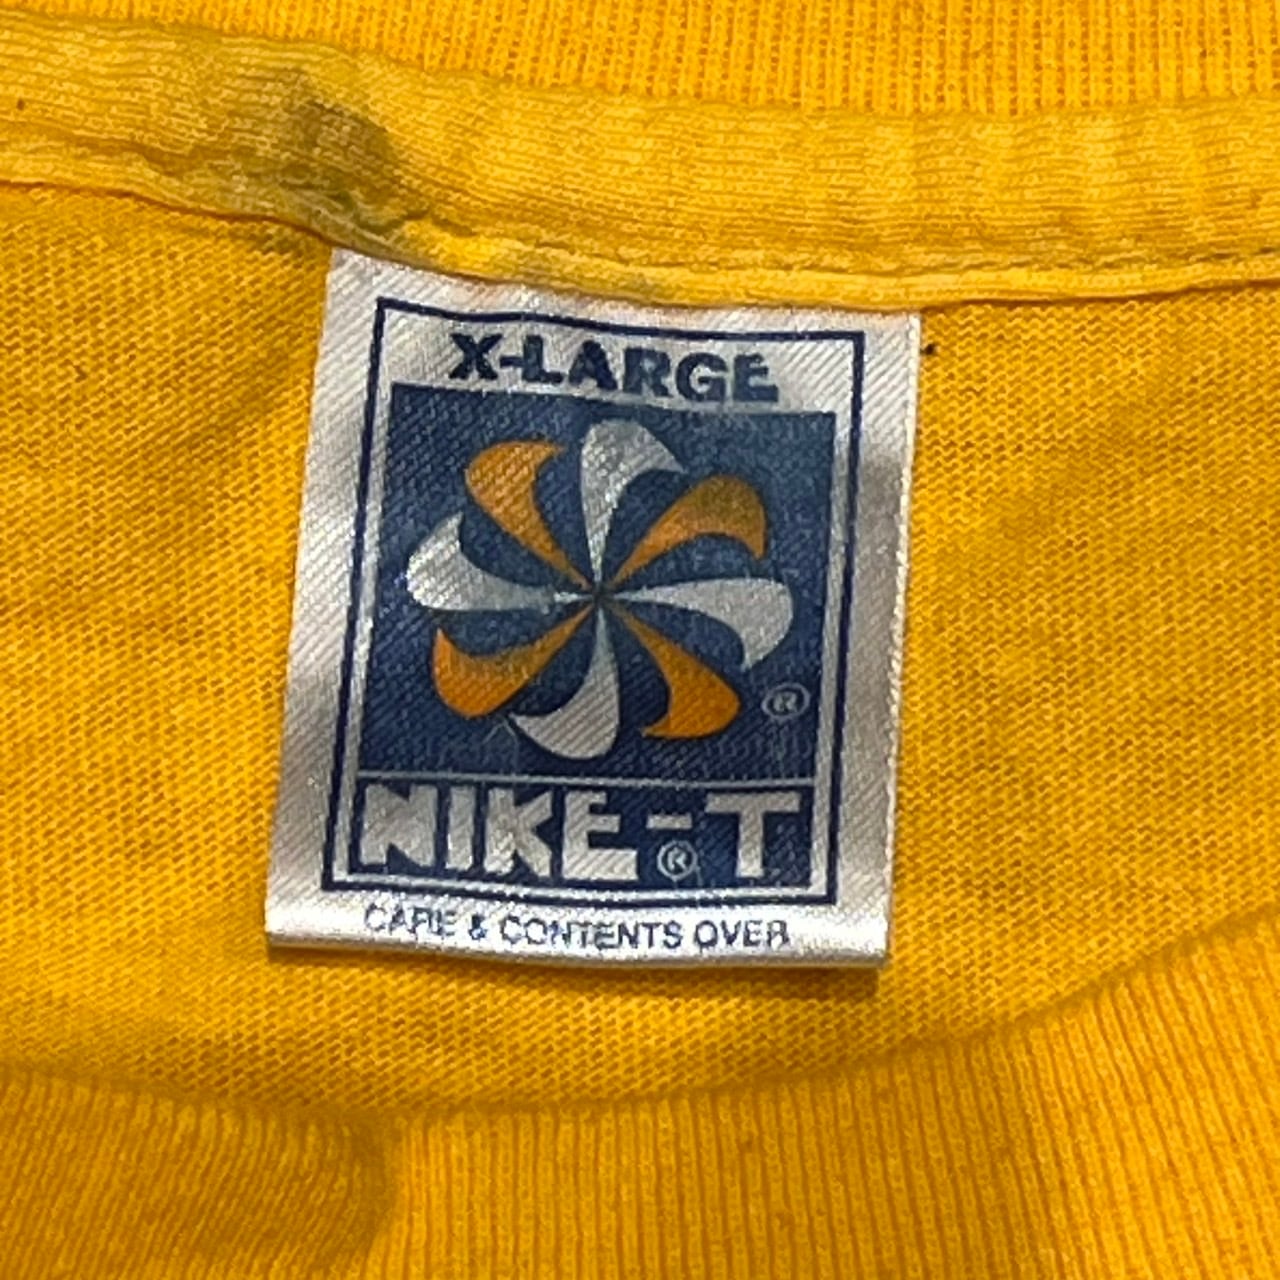 X-LARGE
®
NIKE-T
®
CARE & CONTENTS OVER